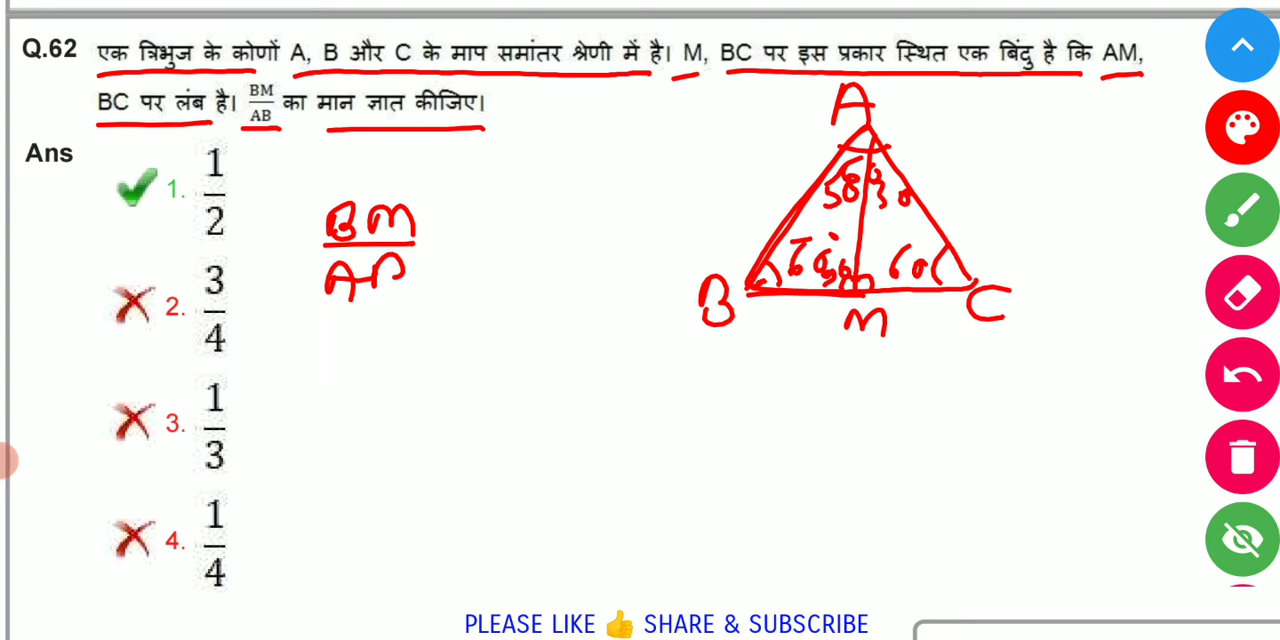 Q.62 एक त्रिभुज के कोणों A, B और C के माप समांतर श्रेणी में है। M, BC पर इस प्रकार स्थित एक बिंदु है कि AM,
BC पर लंब है। BM/AB का मान ज्ञात कीजिए।
Ans
1. 1/2
2. 3/4
3. 1/3
4. 1/4
BM
A
B
M
C
60
PLEASE LIKE 👍 SHARE & SUBSCRIBE